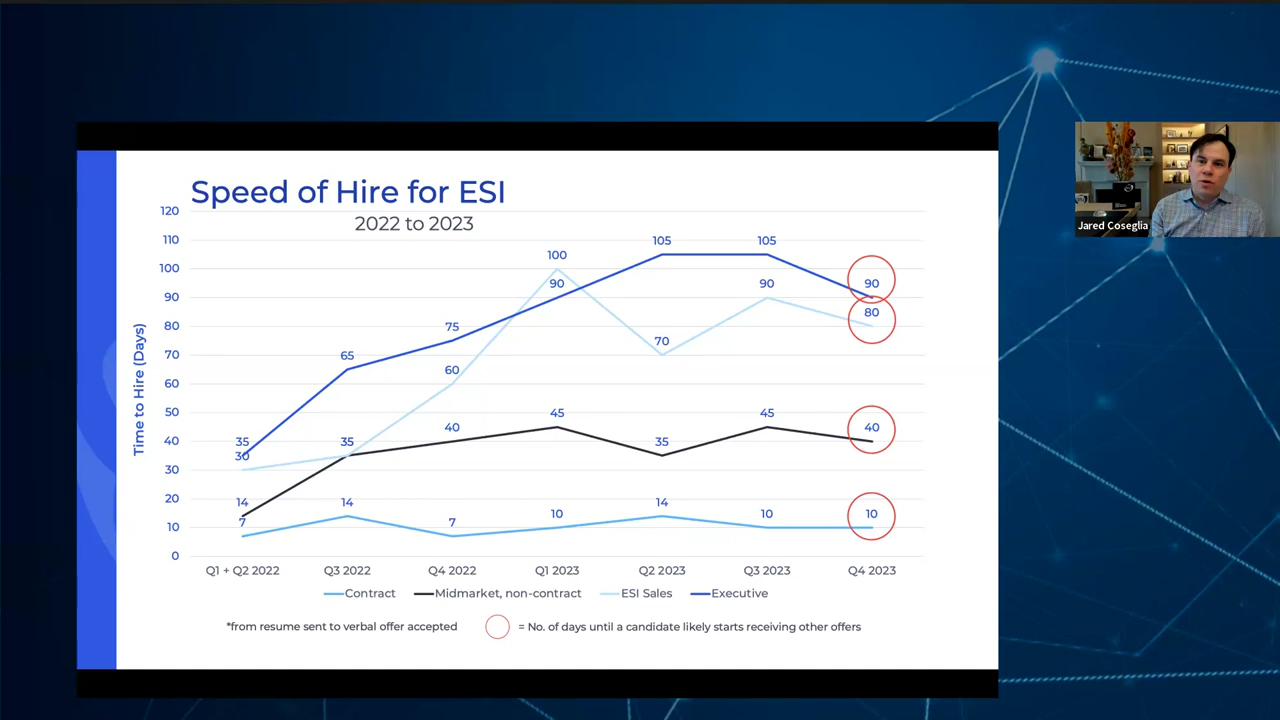 Speed of Hire for ESI
2022 to 2023
120
110
100
90
80
70
60
50
40
30
20
10
0
Time to Hire (Days)
105
105
100
90
90
90
80
75
70
65
60
45
45
40
40
35
35
35
30
14
14
14
7
7
10
10
10
Q1 + Q2 2022
Q3 2022
Q4 2022
Q1 2023
Q2 2023
Q3 2023
Q4 2023
Contract
Midmarket, non-contract
ESI Sales
Executive
*from resume sent to verbal offer accepted
= No. of days until a candidate likely starts receiving other offers
Jared Coseglia